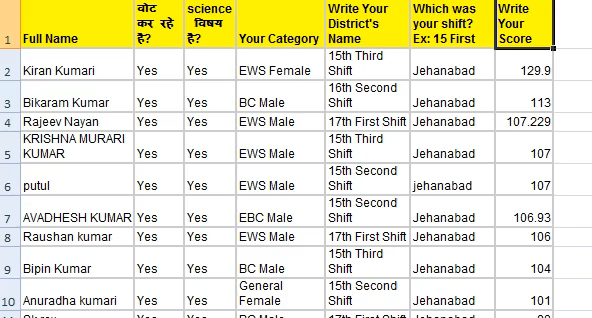 1 Full Name वोट कर रहे है? science विषय है? Your Category Write Your District's Name Which was your shift? Ex: 15 First Write Your Score
2 Kiran Kumari Yes Yes EWS Female 15th Third Shift Jehanabad 129.9
3 Bikaram Kumar Yes Yes BC Male 16th Second Shift Jehanabad 113
4 Rajeev Nayan Yes Yes EWS Male 17th First Shift Jehanabad 107.229
5 KRISHNA MURARI KUMAR Yes Yes EWS Male 15th Third Shift Jehanabad 107
6 putul Yes Yes EWS Male 15th Second Shift jehanabad 107
7 AVADHESH KUMAR Yes Yes EBC Male 15th Second Shift Jehanabad 106.93
8 Raushan kumar Yes Yes EWS Male 17th First Shift Jehanabad 106
9 Bipin Kumar Yes Yes BC Male 15th Third Shift Jehanabad 104
10 Anuradha kumari Yes Yes General Female 15th Second Shift Jehanabad 101